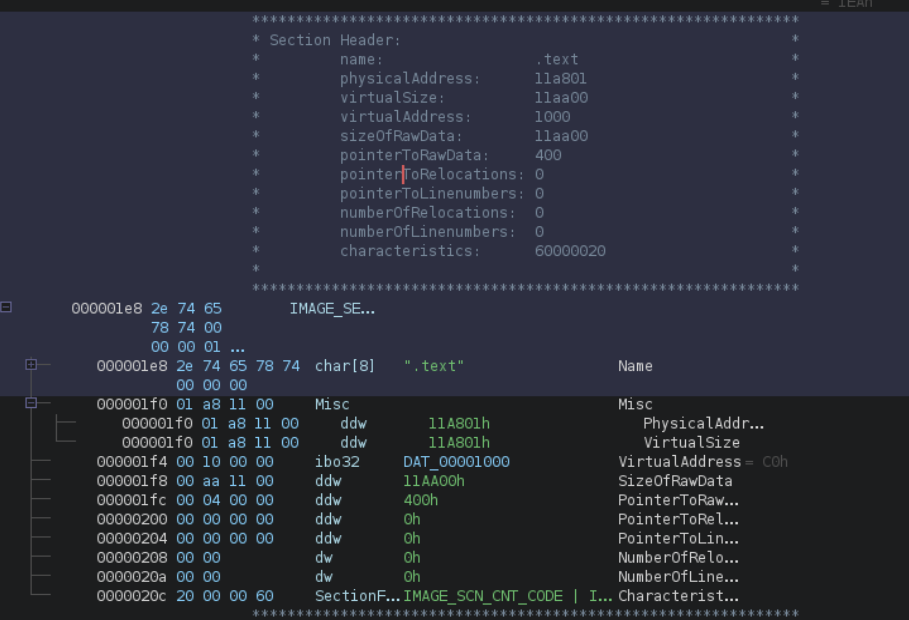 = IEAh
************************************************************
* Section Header: *
* name: .text *
* physicalAddress: 11a801 *
* virtualSize: 11aa00 *
* virtualAddress: 1000 *
* sizeOfRawData: 11aa00 *
* pointerToRawData: 400 *
* pointerToRelocations: 0 *
* pointerToLinenumbers: 0 *
* numberOfRelocations: 0 *
* numberOfLinenumbers: 0 *
* characteristics: 60000020 *
* *
************************************************************
000001e8 2e 74 65 IMAGE_SE...
78 74 00
00 00 01 ...
000001e8 2e 74 65 78 74 char[8] ".text" Name
00 00 00
000001f0 01 a8 11 00 Misc Misc
000001f0 01 a8 11 00 ddw 11A801h PhysicalAddr...
000001f0 01 a8 11 00 ddw 11A801h VirtualSize
000001f4 00 10 00 00 ibo32 DAT_00001000 VirtualAddress = C0h
000001f8 00 aa 11 00 ddw 11AA00h SizeOfRawData
000001fc 00 04 00 00 ddw 400h PointerToRaw...
00000200 00 00 00 00 ddw 0h PointerToRel...
00000204 00 00 00 00 ddw 0h PointerToLin...
00000208 00 00 dw 0h NumberOfRelo...
0000020a 00 00 dw 0h NumberOfLine...
0000020c 20 00 00 60 SectionF... IMAGE_SCN_CNT_CODE | I... Characterist...
************************************************************